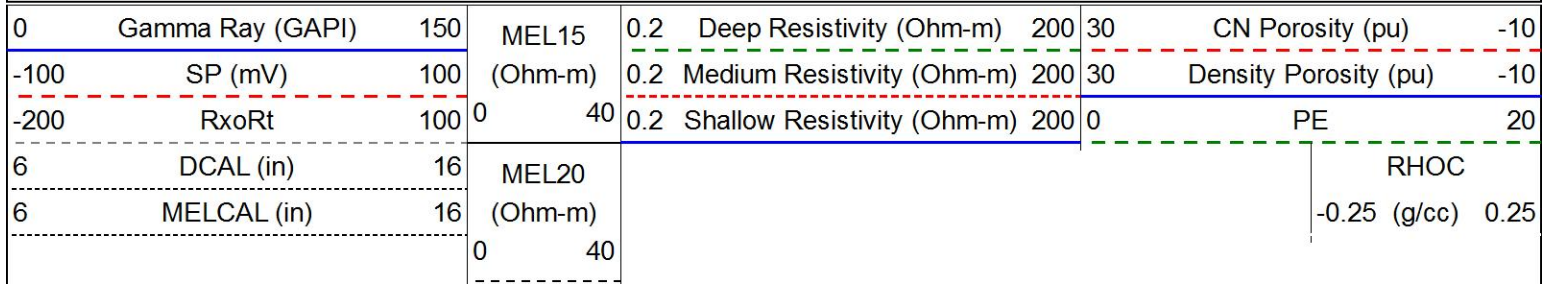 0 Gamma Ray (GAPI) 150 MEL15 0.2 Deep Resistivity (Ohm-m) 200 30 CN Porosity (pu) -10
-100 SP (mV) 100 (Ohm-m) 0.2 Medium Resistivity (Ohm-m) 200 30 Density Porosity (pu) -10
-200 RxoRt 100 0 40 0.2 Shallow Resistivity (Ohm-m) 200 0 PE 20
6 DCAL (in) 16 MEL20 RHOC
6 MELCAL (in) 16 (Ohm-m) -0.25 (g/cc) 0.25
0 40